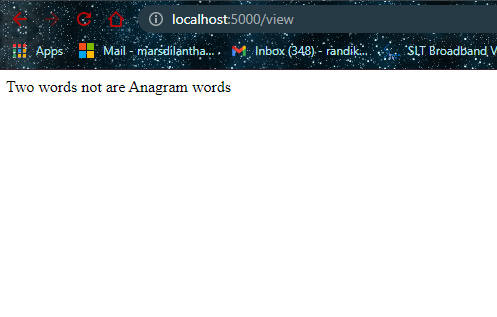 localhost:5000/view
Apps Mail - marsdilantha... Inbox (348) - randik... SLT Broadband V
Two words not are Anagram words